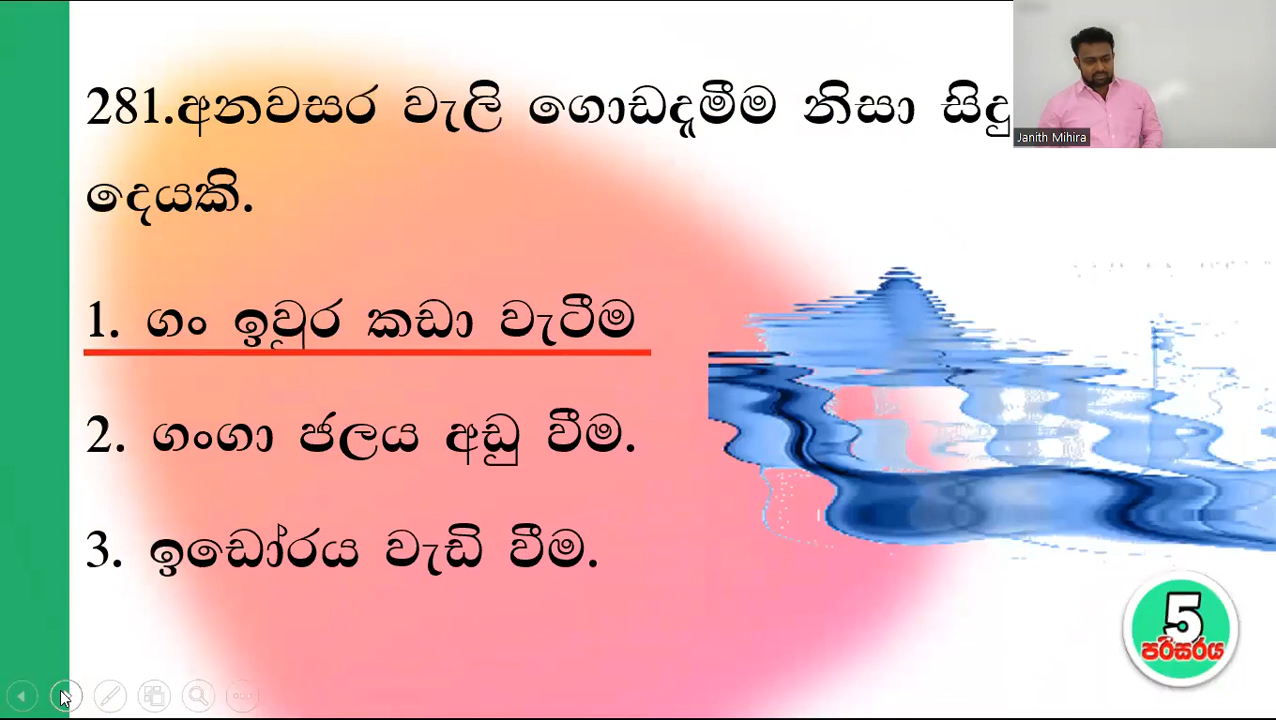 281.අනවසර වැලි ගොඩදැමීම නිසා සිදු
දෙයකි.
Janith Mihira
1. ගං ඉවුර කඩා වැටීම
2. ගංගා ජලය අඩු වීම.
3. ඉඩෝරය වැඩි වීම.
5
පරිසරය